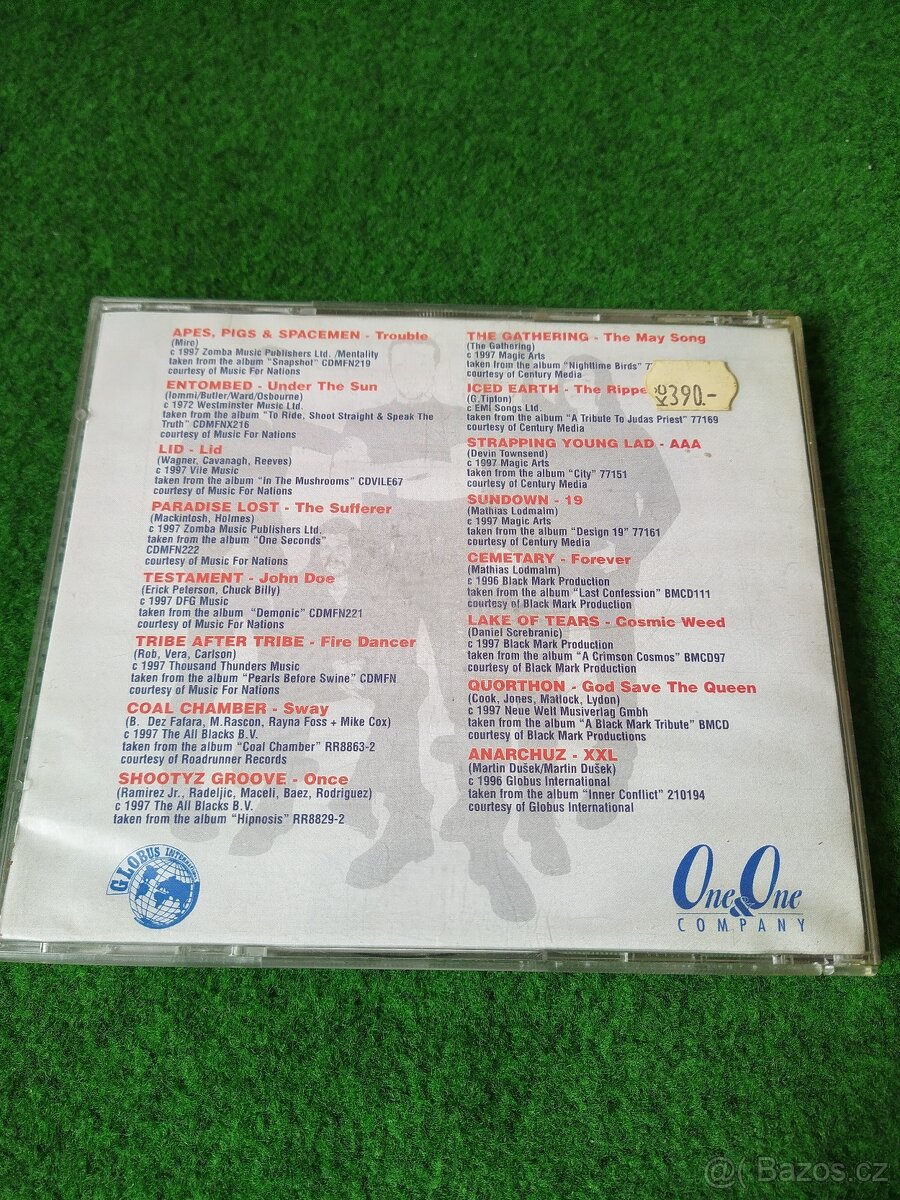 APES, PIGS & SPACEMEN - Trouble
(Miro)
c 1997 Zomba Music Publishers Ltd. /Mentality
taken from the album "Snapshot" CDMFN219
courtesy of Music For Nations
ENTOMBED - Under The Sun
(Iommi/Butler/Ward/Osbourne)
c 1972 Westminster Music Ltd.
taken from the album "To Ride, Shoot Straight & Speak The
Truth" CDMFNX216
courtesy of Music For Nations
LID - Lid
(Wagner, Cavanagh, Reeves)
c 1997 Vile Music
taken from the album "In The Mushrooms" CDVILE67
courtesy of Music For Nations
PARADISE LOST - The Sufferer
(Mackintosh, Holmes)
c 1997 Zomba Music Publishers Ltd.
taken from the album "One Seconds"
CDMFN222
courtesy of Music For Nations
TESTAMENT - John Doe
(Erick Peterson, Chuck Billy)
c 1997 DFG Music
taken from the album "Demonic" CDMFN221
courtesy of Music For Nations
TRIBE AFTER TRIBE - Fire Dancer
(Rob, Vera, Carlson)
c 1997 Thousand Thunders Music
taken from the album "Pearls Before Swine" CDMFN
courtesy of Music For Nations
COAL CHAMBER - Sway
(B. Dez Fafara, M.Rascon, Rayna Foss + Mike Cox)
c 1997 The All Blacks B.V.
taken from the album "Coal Chamber" RR8863-2
courtesy of Roadrunner Records
SHOOTYZ GROOVE - Once
(Ramirez Jr., Radeljic, Maceli, Baez, Rodriguez)
c 1997 The All Blacks B.V.
taken from the album "Hipnosis" RR8829-2
THE GATHERING - The May Song
(The Gathering)
c 1997 Magic Arts
taken from the album "Nighttime Birds" 7
courtesy of Century Media
ICED EARTH - The Rippe
(G.Tipton)
c EMI Songs Ltd.
taken from the album "A Tribute To Judas Priest" 77169
courtesy of Century Media
STRAPPING YOUNG LAD - AAA
(Devin Townsend)
c 1997 Magic Arts
taken from the album "City" 77151
courtesy of Century Media
SUNDOWN - 19
(Mathias Lodmalm)
c 1997 Magic Arts
taken from the album "Design 19" 77161
courtesy of Century Media
CEMETARY - Forever
(Mathias Lodmalm)
c 1996 Black Mark Production
taken from the album "Last Confession" BMCD111
courtesy of Black Mark Production
LAKE OF TEARS - Cosmic Weed
(Daniel Screbranic)
c 1997 Black Mark Production
taken from the album "A Crimson Cosmos" BMCD97
courtesy of Black Mark Production
QUORTHON - God Save The Queen
(Cook, Jones, Matlock, Lydon)
c 1997 Neue Welt Musiverlag Gmbh
taken from the album "A Black Mark Tribute" BMCD
courtesy of Black Mark Productions
ANARCHUZ - XXL
(Martin Dušek/Martin Dušek)
c 1996 Globus International
taken from the album "Inner Conflict" 210194
courtesy of Globus International
390.-
GLOBUS INTERNATIONAL
One & One
COMPANY
Bazos.cz